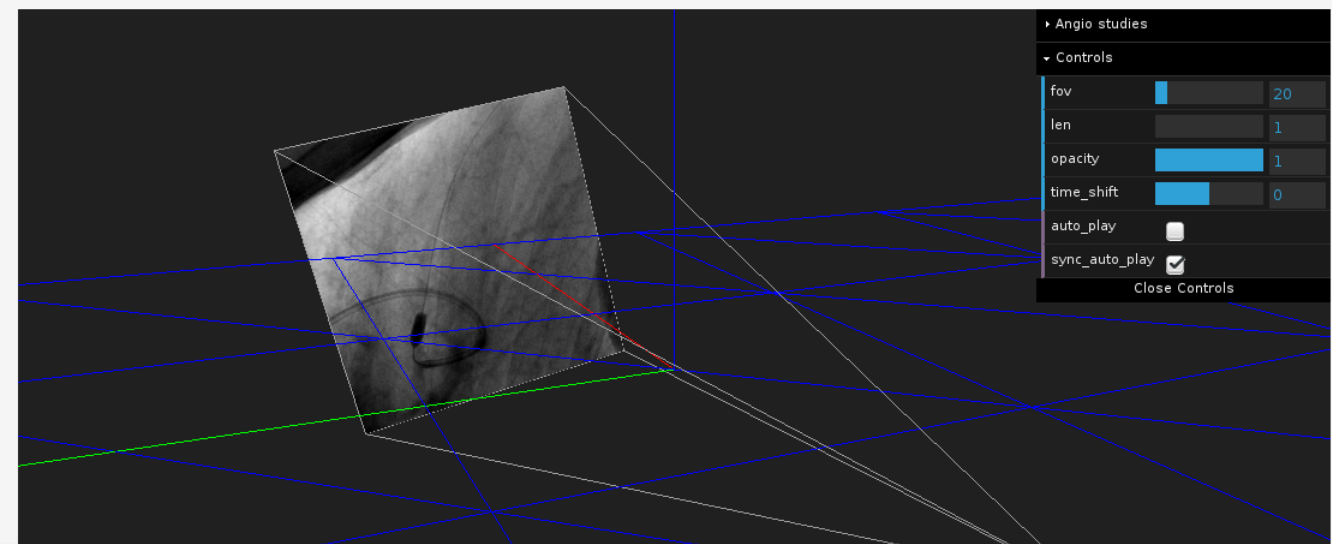 Angio studies
Controls
fov 20
len 1
opacity 1
time_shift 0
auto_play
sync_auto_play
Close Controls